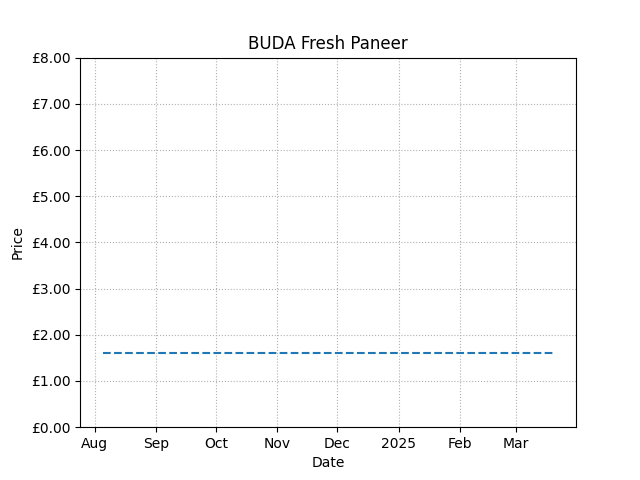 BUDA Fresh Paneer
£8.00
£7.00
£6.00
£5.00
£4.00
£3.00
£2.00
£1.00
£0.00
Price
Aug Sep Oct Nov Dec 2025 Feb Mar
Date